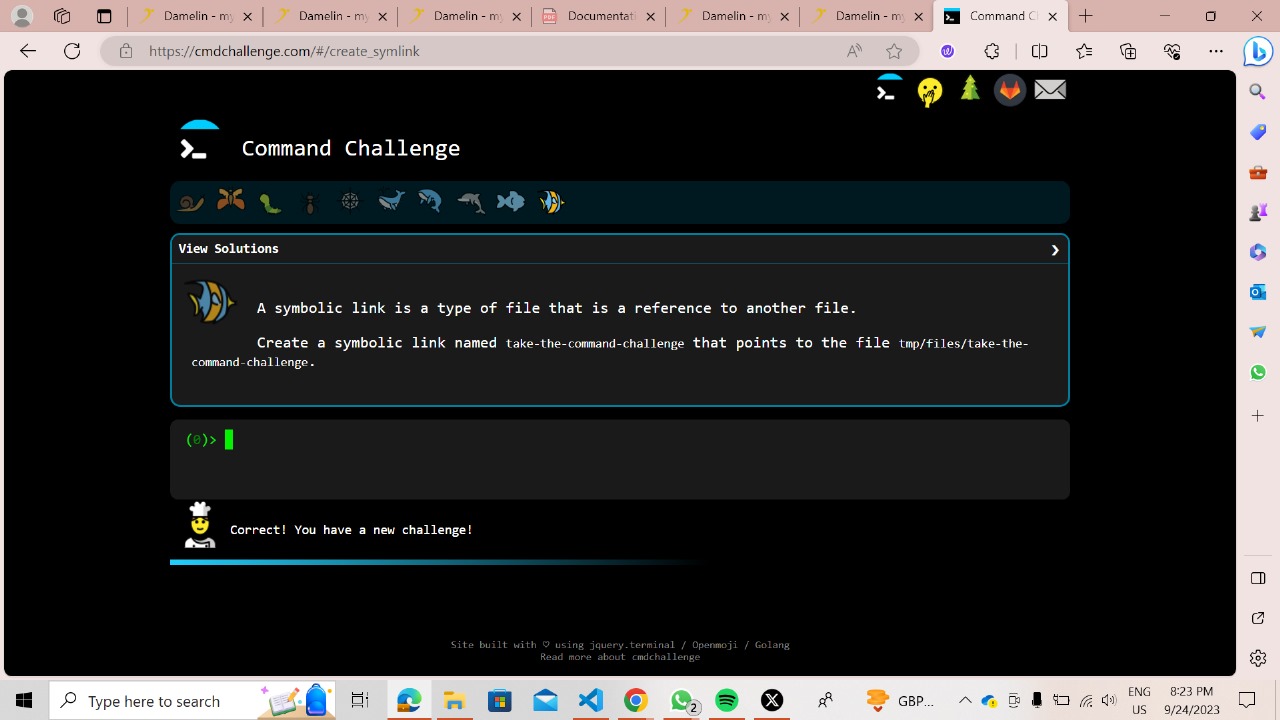 Damelin - my
Damelin - my
Damelin - my
Documentati
Damelin - my
Damelin - my
Command C
https://cmdchallenge.com/#/create_symlink
Command Challenge
View Solutions
A symbolic link is a type of file that is a reference to another file.
Create a symbolic link named take-the-command-challenge that points to the file tmp/files/take-the-
command-challenge.
(0)>
Correct! You have a new challenge!
Site built with ♡ using jquery.terminal / Openmoji / Golang
Read more about cmdchallenge
Type here to search
2
GBP...
ENG
US
8:23 PM
9/24/2023